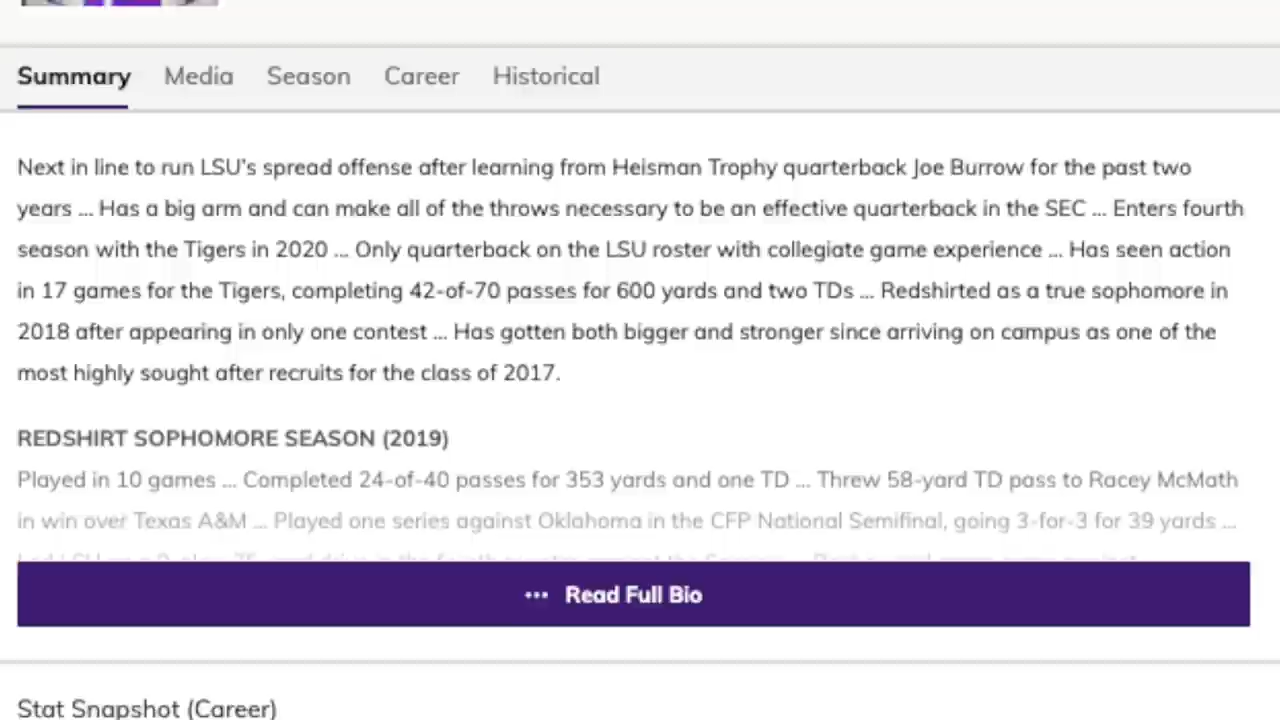 Summary Media Season Career Historical
Next in line to run LSU's spread offense after learning from Heisman Trophy quarterback Joe Burrow for the past two
years ... Has a big arm and can make all of the throws necessary to be an effective quarterback in the SEC ... Enters fourth
season with the Tigers in 2020 ... Only quarterback on the LSU roster with collegiate game experience ... Has seen action
in 17 games for the Tigers, completing 42-of-70 passes for 600 yards and two TDs ... Redshirted as a true sophomore in
2018 after appearing in only one contest ... Has gotten both bigger and stronger since arriving on campus as one of the
most highly sought after recruits for the class of 2017.
REDSHIRT SOPHOMORE SEASON (2019)
Played in 10 games ... Completed 24-of-40 passes for 353 yards and one TD ... Threw 58-yard TD pass to Racey McMath
in win over Texas A&M ... Played one series against Oklahoma in the CFP National Semifinal, going 3-for-3 for 39 yards ...
... Read Full Bio
Stat Snapshot (Career)